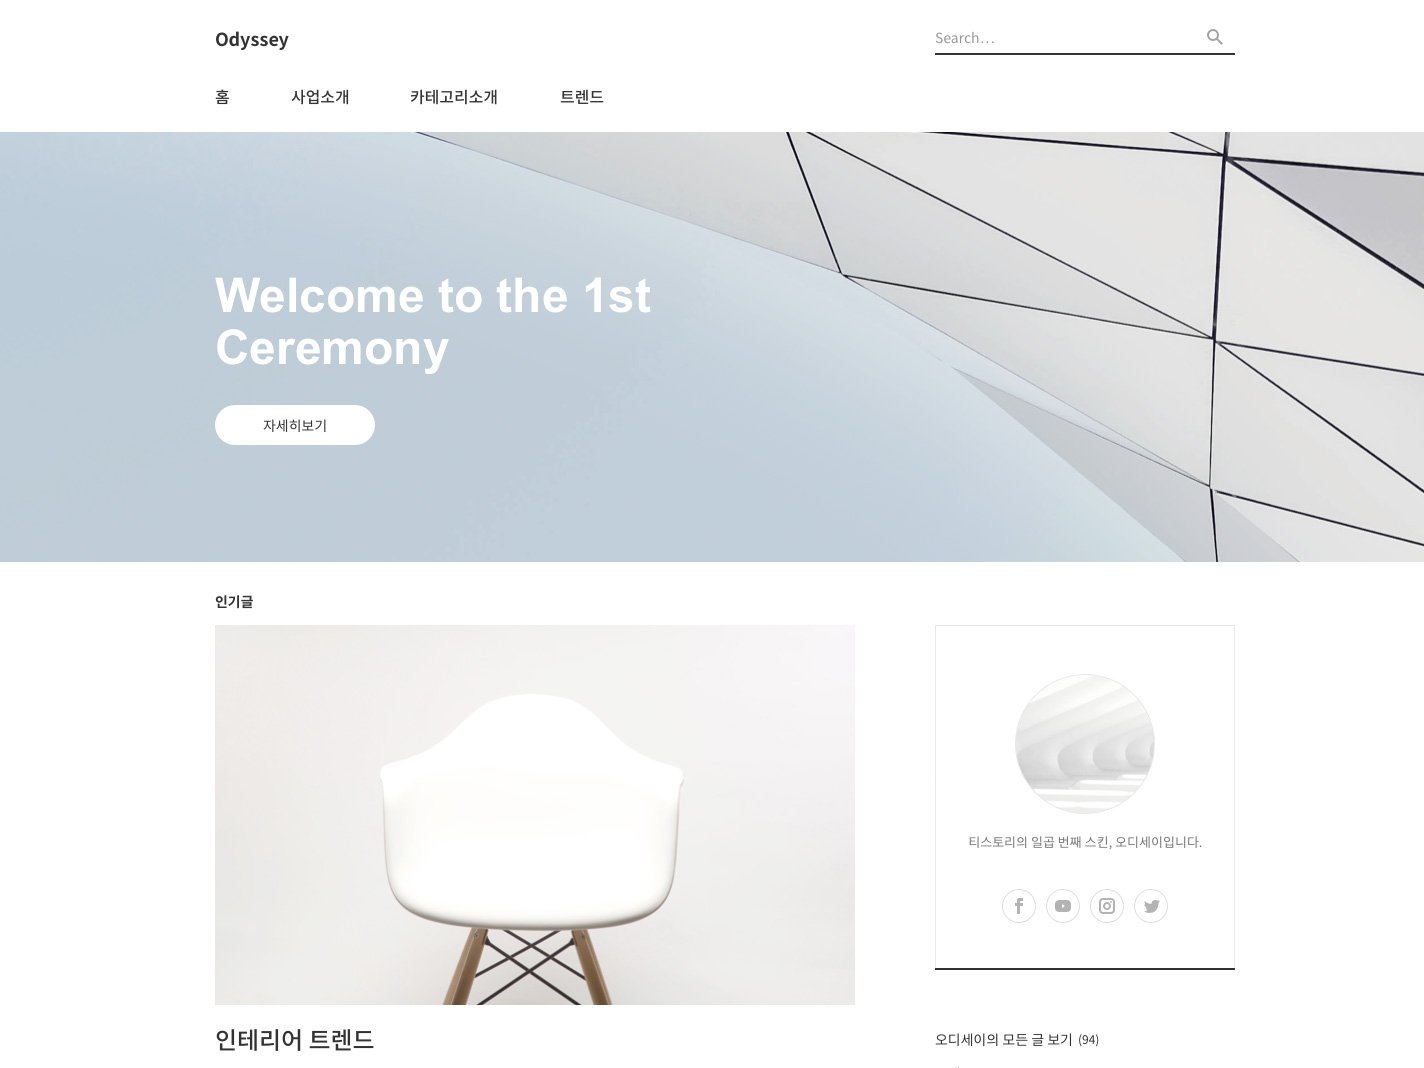 Odyssey
Search...
홈 사업소개 카테고리소개 트렌드
Welcome to the 1st
Ceremony
자세히보기
인기글
티스토리의 일곱 번째 스킨, 오디세이입니다.
인테리어 트렌드
오디세이의 모든 글 보기 (94)